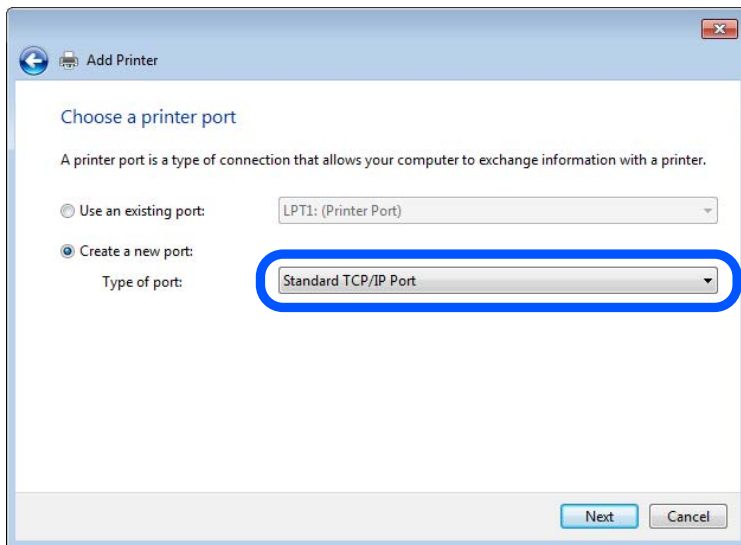 Add Printer
Choose a printer port
A printer port is a type of connection that allows your computer to exchange information with a printer.
Use an existing port: LPT1: (Printer Port)
Create a new port:
Type of port: Standard TCP/IP Port
Next Cancel